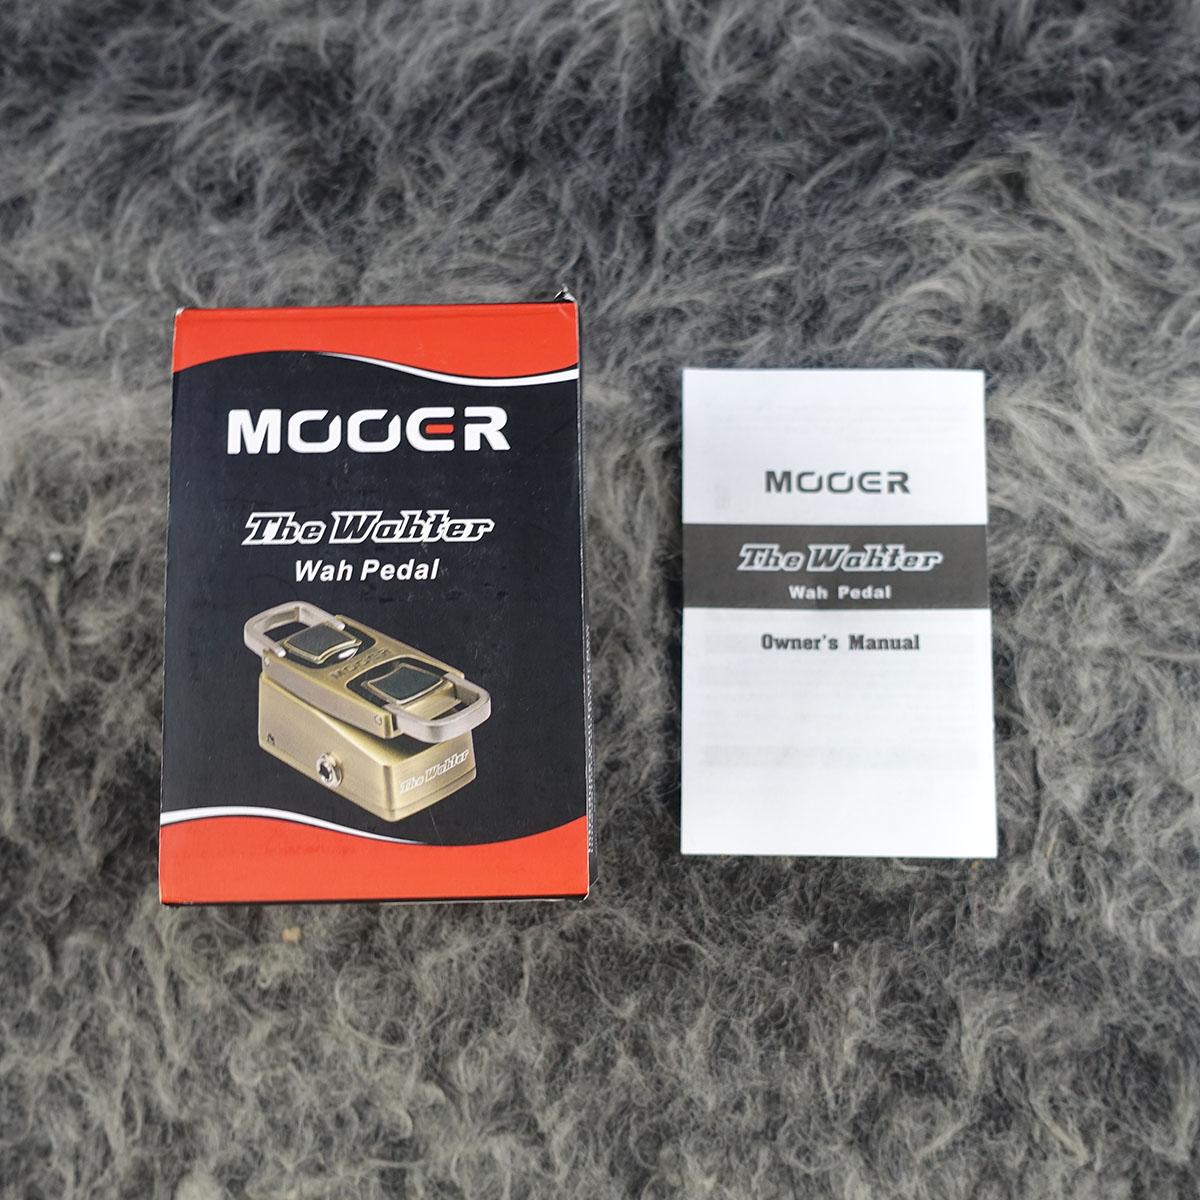 MOOER
The Wahter
Wah Pedal
MOOER
The Wahter
MOOER
The Wahter
Wah Pedal
Owner's Manual